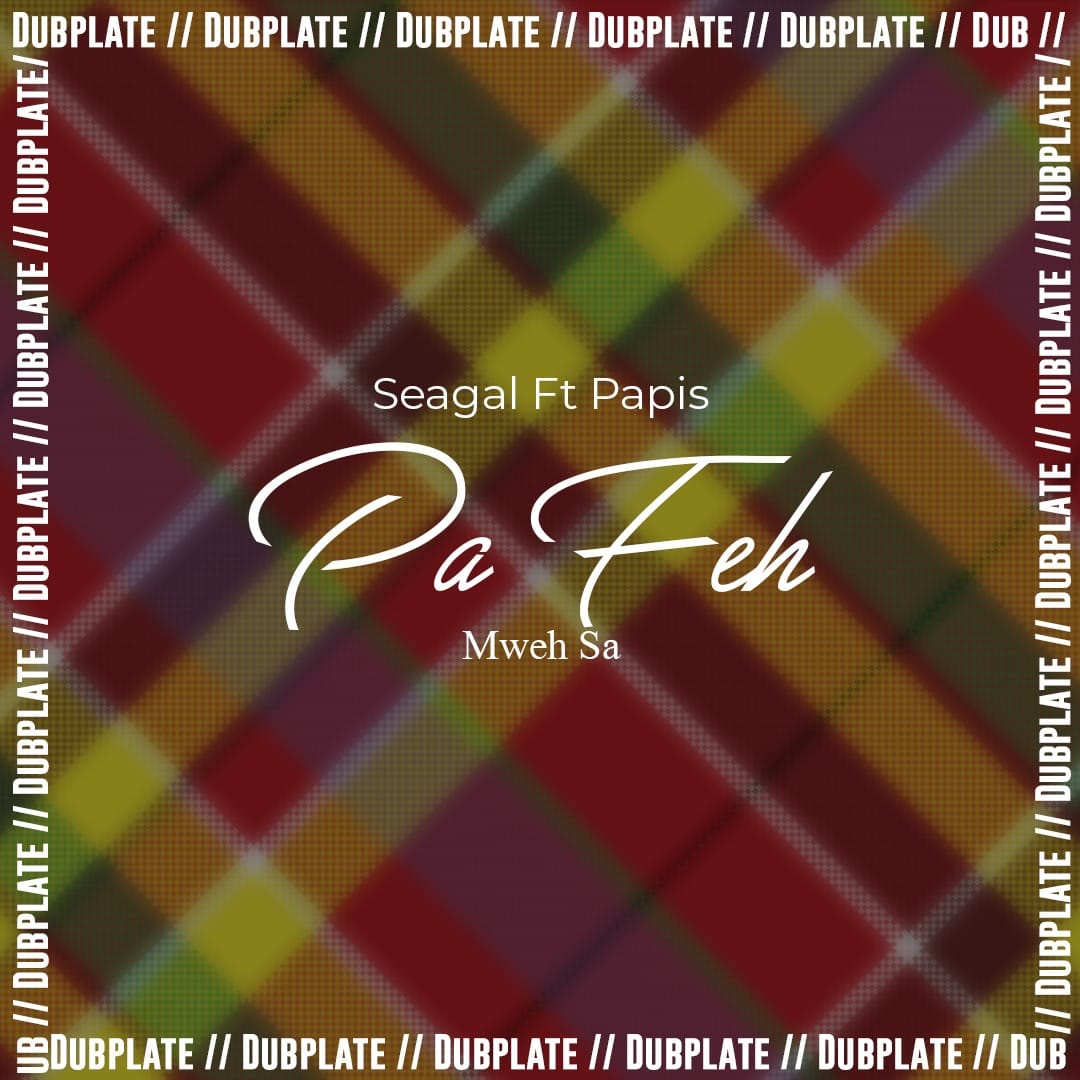 DUBPLATE // DUBPLATE // DUBPLATE // DUBPLATE // DUBPLATE // DUB //
UB // DUBPLATE // DUBPLATE // DUBPLATE // DUBPLATE // DUBPLATE/
Seagal Ft Papis
Pa Feh
Mweh Sa
// DUBPLATE // DUBPLATE // DUBPLATE // DUBPLATE // DUBPLATE /
DUBPLATE // DUBPLATE // DUBPLATE // DUBPLATE // DUBPLATE // DUB